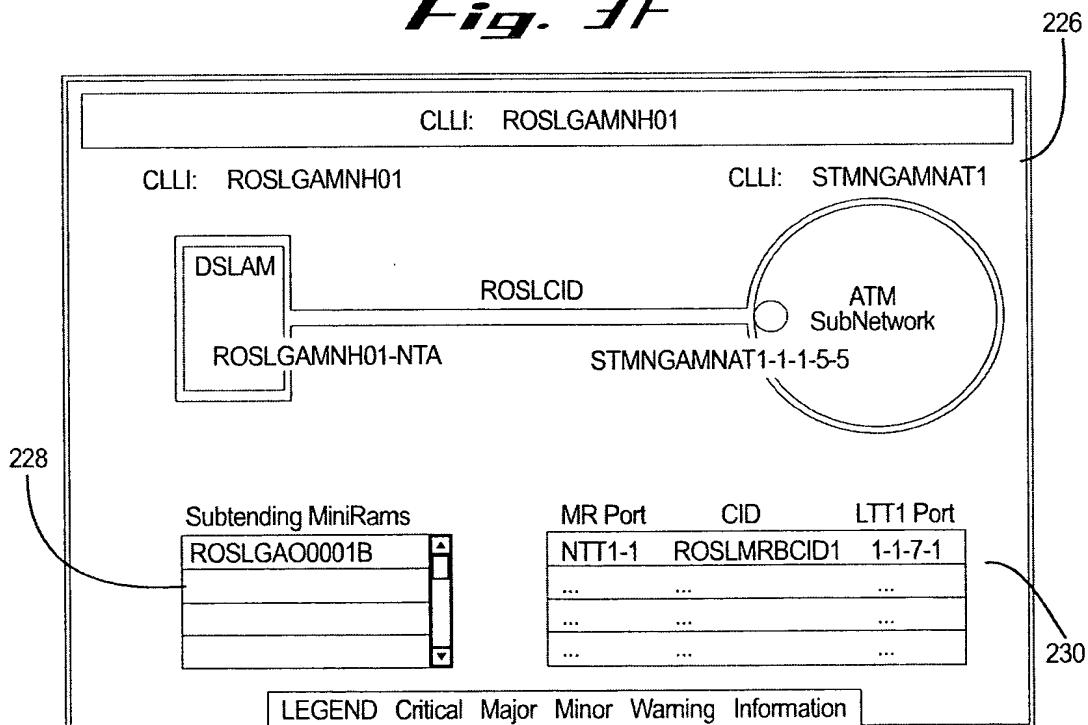 Fig. 3F
226
CLLI: ROSLGAMNH01
CLLI: ROSLGAMNH01
CLLI: STMNGAMNAT1
DSLAM
ROSLCID
ATM
SubNetwork
ROSLGAMNH01-NTA
STMNGAMNAT1-1-1-5-5
228
Subtending MiniRams
ROSLGAO0001B
MR Port CID LTT1 Port
NTT1-1 ROSLMRBCID1 1-1-7-1
... ... ...
... ... ...
... ... ...
230
LEGEND Critical Major Minor Warning Information